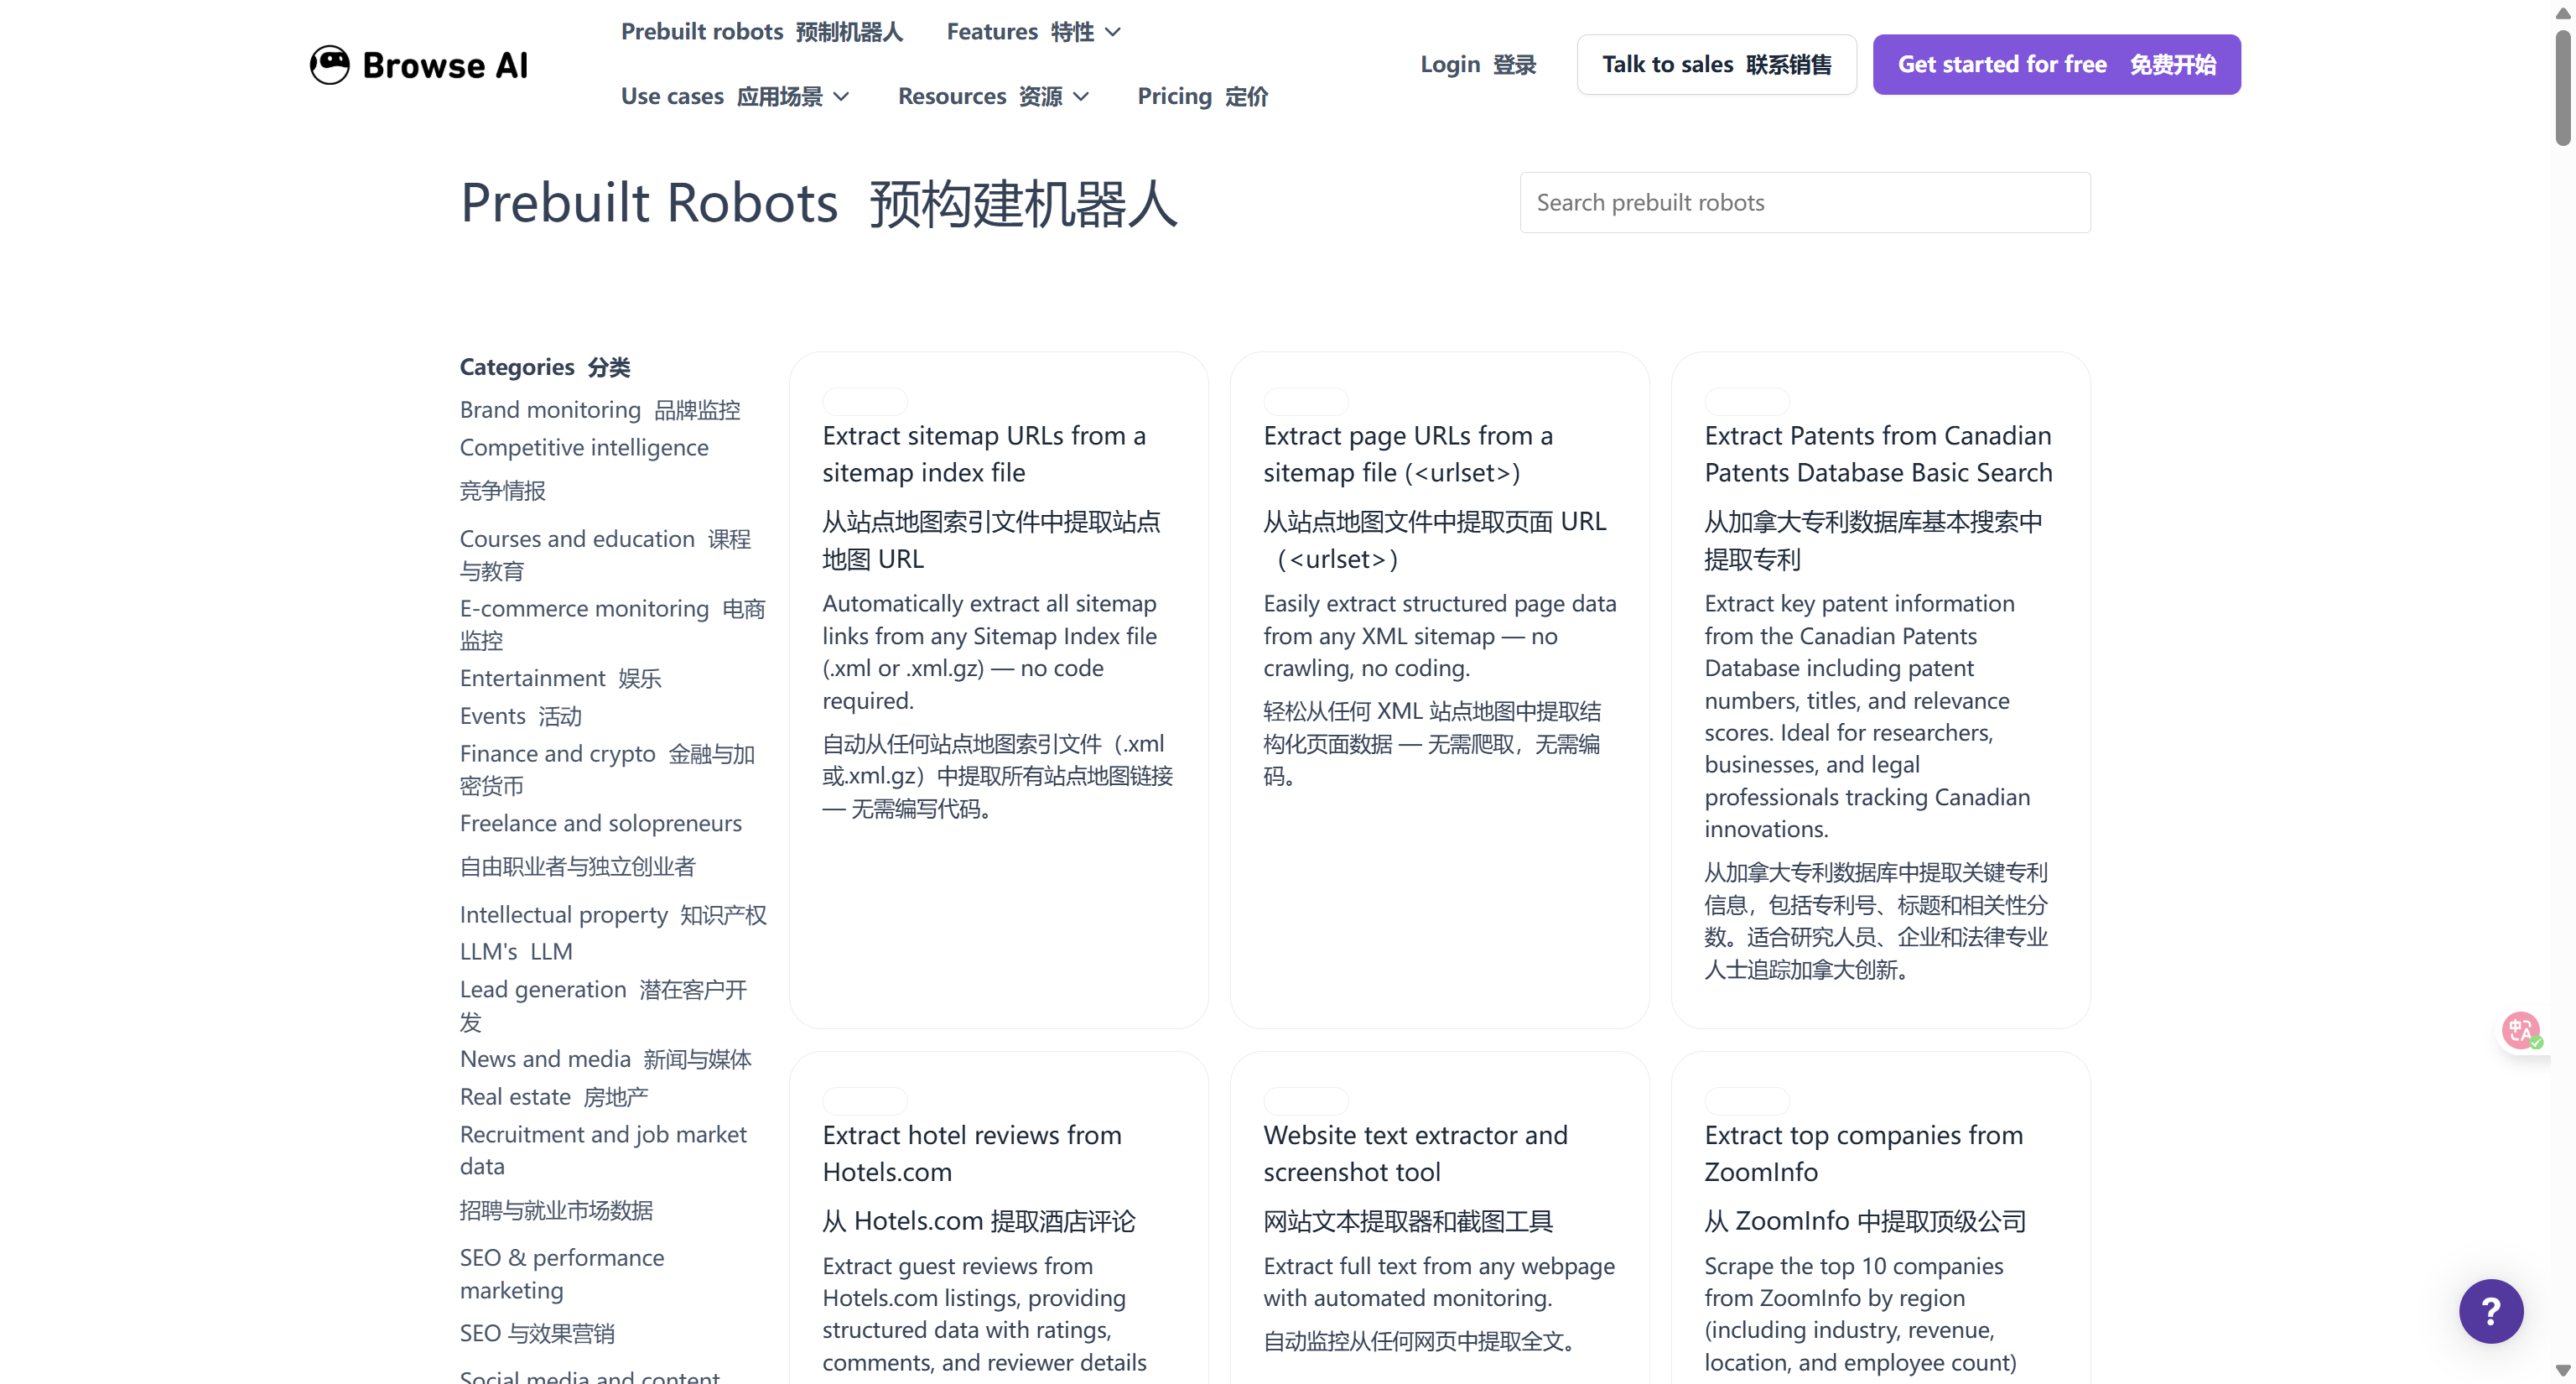 Browse AI
Prebuilt robots 预制机器人
Features 特性
Use cases 应用场景
Resources 资源
Pricing 定价
Login 登录
Talk to sales 联系销售
Get started for free 免费开始
Prebuilt Robots 预构建机器人
Search prebuilt robots
Categories 分类
Brand monitoring 品牌监控
Competitive intelligence
竞争情报
Courses and education 课程
与教育
E-commerce monitoring 电商
监控
Entertainment 娱乐
Events 活动
Finance and crypto 金融与加
密货币
Freelance and solopreneurs
自由职业者与独立创业者
Intellectual property 知识产权
LLM's LLM
Lead generation 潜在客户开
发
News and media 新闻与媒体
Real estate 房地产
Recruitment and job market
data
招聘与就业市场数据
SEO & performance
marketing
SEO 与效果营销
Social media and content
Extract sitemap URLs from a
sitemap index file
从站点地图索引文件中提取站点
地图 URL
Automatically extract all sitemap
links from any Sitemap Index file
(.xml or .xml.gz) — no code
required.
自动从任何站点地图索引文件（.xml
或.xml.gz）中提取所有站点地图链接
— 无需编写代码。
Extract page URLs from a
sitemap file (<urlset>)
从站点地图文件中提取页面 URL
（<urlset>）
Easily extract structured page data
from any XML sitemap — no
crawling, no coding.
轻松从任何 XML 站点地图中提取结
构化页面数据 — 无需爬取，无需编
码。
Extract Patents from Canadian
Patents Database Basic Search
从加拿大专利数据库基本搜索中
提取专利
Extract key patent information
from the Canadian Patents
Database including patent
numbers, titles, and relevance
scores. Ideal for researchers,
businesses, and legal
professionals tracking Canadian
innovations.
从加拿大专利数据库中提取关键专利
信息，包括专利号、标题和相关性分
数。适合研究人员、企业和法律专业
人士追踪加拿大创新。
Extract hotel reviews from
Hotels.com
从 Hotels.com 提取酒店评论
Extract guest reviews from
Hotels.com listings, providing
structured data with ratings,
comments, and reviewer details
Website text extractor and
screenshot tool
网站文本提取器和截图工具
Extract full text from any webpage
with automated monitoring.
自动监控从任何网页中提取全文。
Extract top companies from
ZoomInfo
从 ZoomInfo 中提取顶级公司
Scrape the top 10 companies
from ZoomInfo by region
(including industry, revenue,
location, and employee count)
中A
?